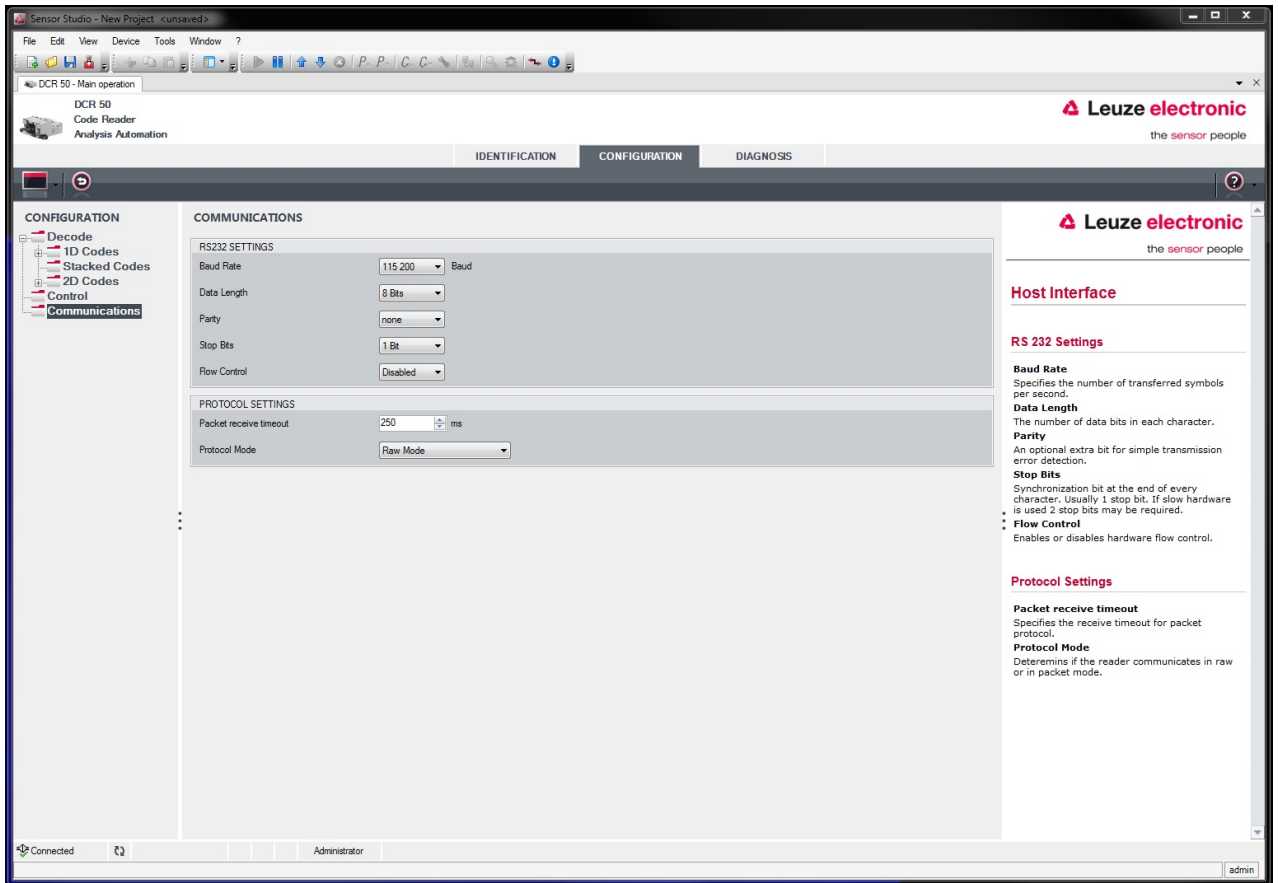 Sensor Studio - New Project <unsaved>
File Edit View Device Tools Window ?
DCR 50 - Main operation
DCR 50
Code Reader
Analysis Automation
Leuze electronic
the sensor people
IDENTIFICATION CONFIGURATION DIAGNOSIS
CONFIGURATION
Decode
1D Codes
Stacked Codes
2D Codes
Control
Communications
COMMUNICATIONS
RS232 SETTINGS
Baud Rate 115 200 Baud
Data Length 8 Bits
Parity none
Stop Bits 1 Bit
Flow Control Disabled
PROTOCOL SETTINGS
Packet receive timeout 250 ms
Protocol Mode Raw Mode
Leuze electronic
the sensor people
Host Interface
RS 232 Settings
Baud Rate
Specifies the number of transferred symbols
per second.
Data Length
The number of data bits in each character.
Parity
An optional extra bit for simple transmission
error detection.
Stop Bits
Synchronization bit at the end of every
character. Usually 1 stop bit. If slow hardware
is used 2 stop bits may be required.
Flow Control
Enables or disables hardware flow control.
Protocol Settings
Packet receive timeout
Specifies the receive timeout for packet
protocol.
Protocol Mode
Deteremins if the reader communicates in raw
or in packet mode.
Connected Administrator
admin